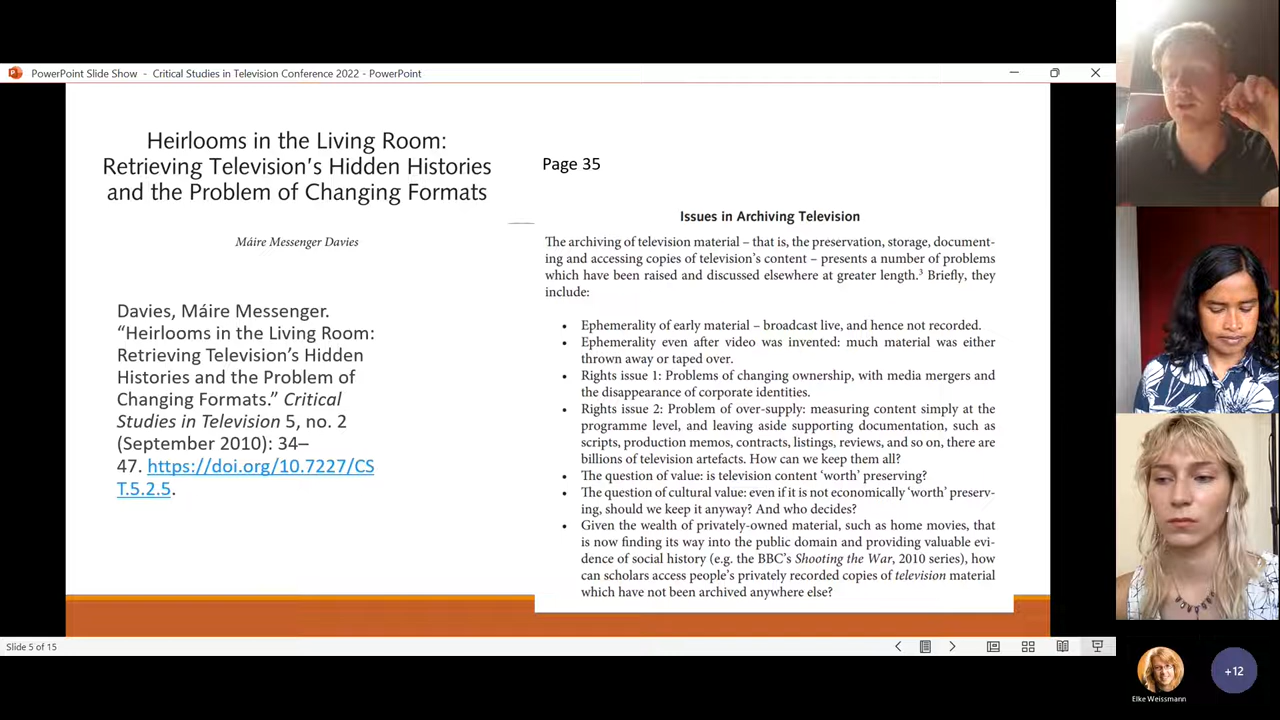 PowerPoint Slide Show - Critical Studies in Television Conference 2022 - PowerPoint
Heirlooms in the Living Room:
Retrieving Television's Hidden Histories
and the Problem of Changing Formats
Máire Messenger Davies
Davies, Máire Messenger.
“Heirlooms in the Living Room:
Retrieving Television’s Hidden
Histories and the Problem of
Changing Formats.” Critical
Studies in Television 5, no. 2
(September 2010): 34–
47. https://doi.org/10.7227/CS
T.5.2.5.
Page 35
Issues in Archiving Television
The archiving of television material – that is, the preservation, storage, document-
ing and accessing copies of television’s content – presents a number of problems
which have been raised and discussed elsewhere at greater length.³ Briefly, they
include:
• Ephemerality of early material – broadcast live, and hence not recorded.
• Ephemerality even after video was invented: much material was either
thrown away or taped over.
• Rights issue 1: Problems of changing ownership, with media mergers and
the disappearance of corporate identities.
• Rights issue 2: Problem of over-supply: measuring content simply at the
programme level, and leaving aside supporting documentation, such as
scripts, production memos, contracts, listings, reviews, and so on, there are
billions of television artefacts. How can we keep them all?
• The question of value: is television content ‘worth’ preserving?
• The question of cultural value: even if it is not economically ‘worth’ preserv-
ing, should we keep it anyway? And who decides?
• Given the wealth of privately-owned material, such as home movies, that
is now finding its way into the public domain and providing valuable evi-
dence of social history (e.g. the BBC’s Shooting the War, 2010 series), how
can scholars access people’s privately recorded copies of television material
which have not been archived anywhere else?
Slide 5 of 15
Elke Weissmann
+12